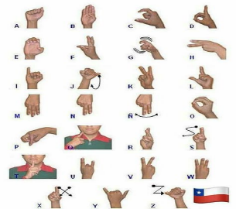 A B C D
E F G H
I J K L
M N Ñ O
P Q R S
T U V W
X Y Z